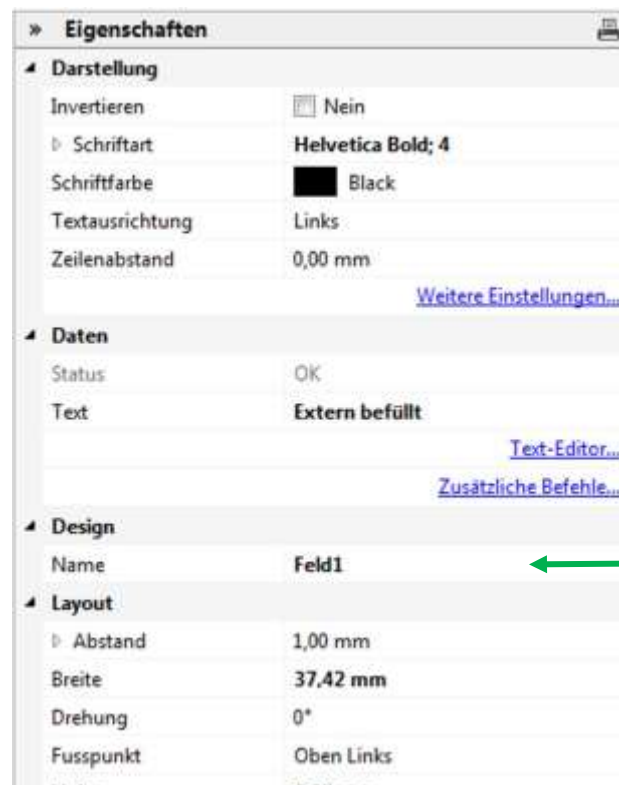 » Eigenschaften
Darstellung
Invertieren Nein
Schriftart Helvetica Bold; 4
Schriftfarbe Black
Textausrichtung Links
Zeilenabstand 0,00 mm
Weitere Einstellungen...
Daten
Status OK
Text Extern befüllt
Text-Editor...
Zusätzliche Befehle...
Design
Name Feld1
Layout
Abstand 1,00 mm
Breite 37,42 mm
Drehung 0°
Fusspunkt Oben Links